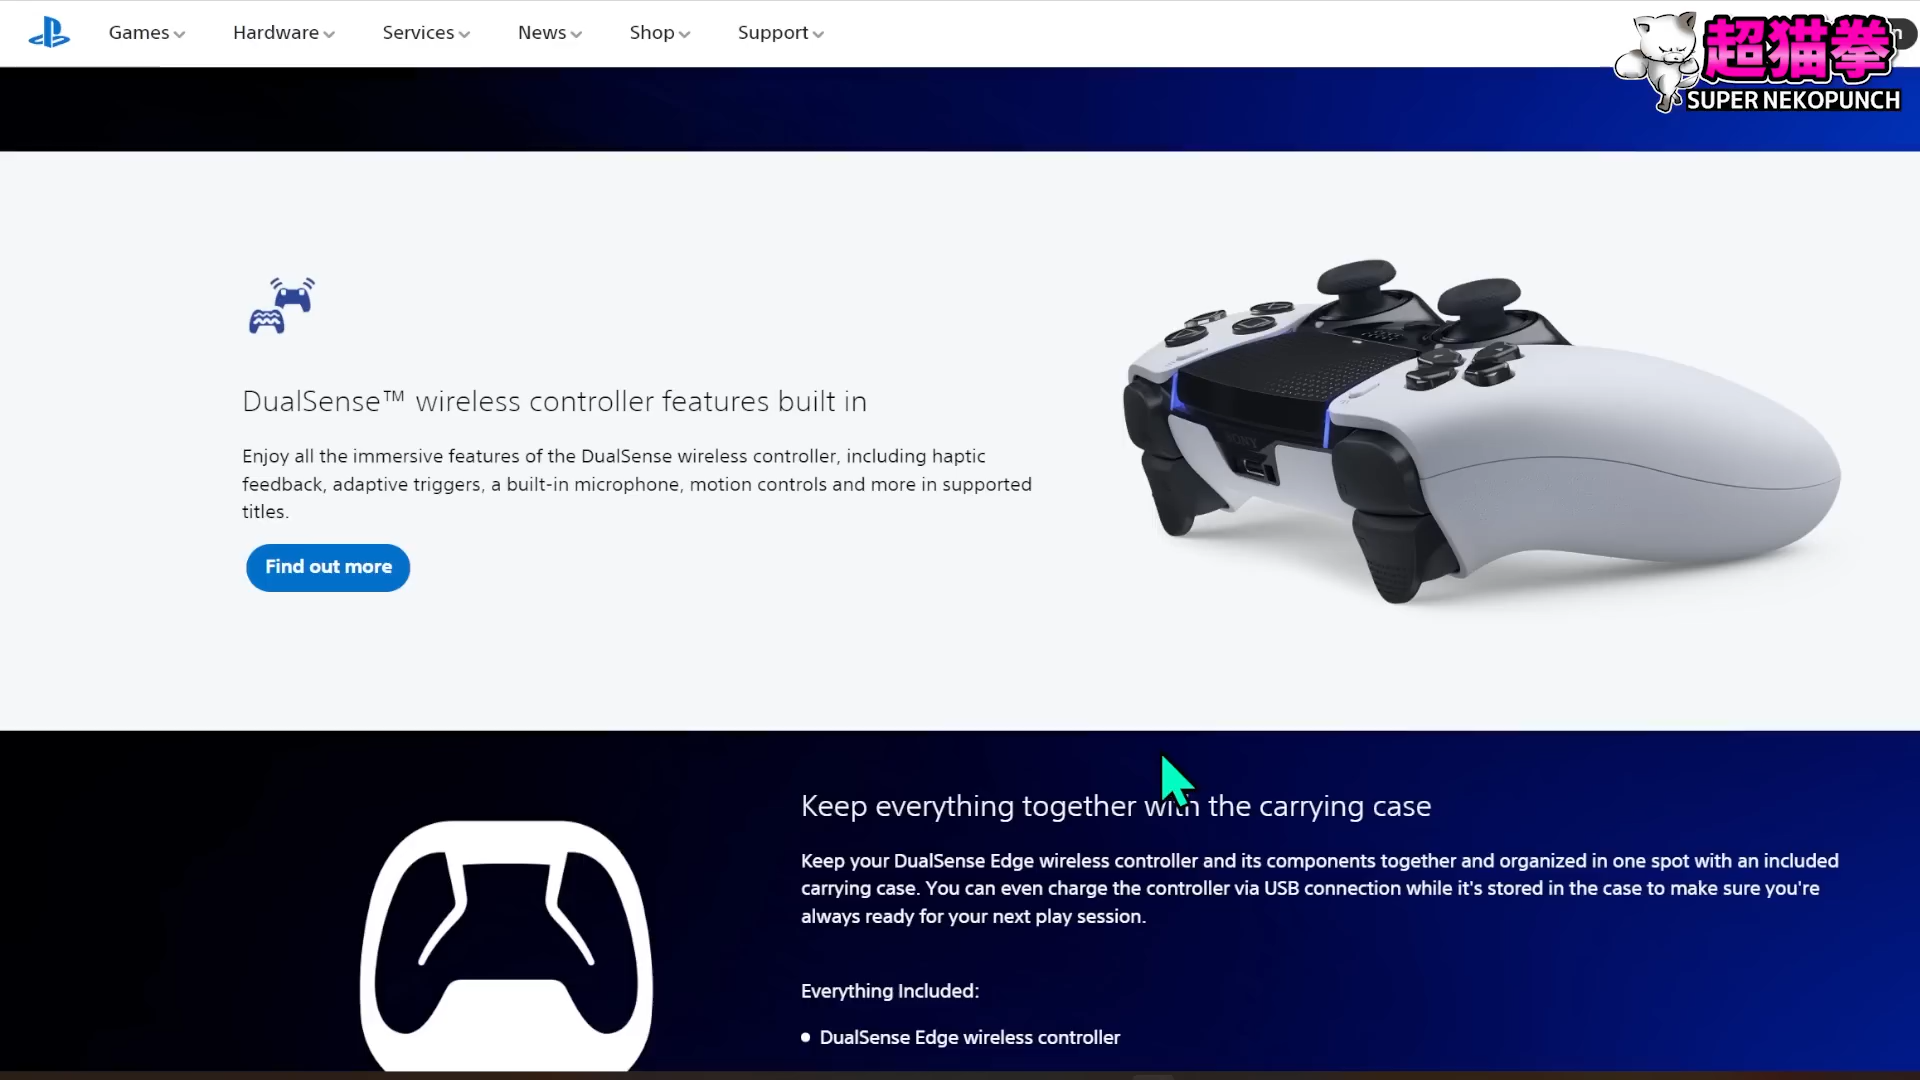 Games
Hardware
Services
News
Shop
Support
超猫拳
SUPER NEKOPUNCH
DualSense™ wireless controller features built in
Enjoy all the immersive features of the DualSense wireless controller, including haptic
feedback, adaptive triggers, a built-in microphone, motion controls and more in supported
titles.
Find out more
SONY
Keep everything together with the carrying case
Keep your DualSense Edge wireless controller and its components together and organized in one spot with an included
carrying case. You can even charge the controller via USB connection while it's stored in the case to make sure you're
always ready for your next play session.
Everything Included:
• DualSense Edge wireless controller